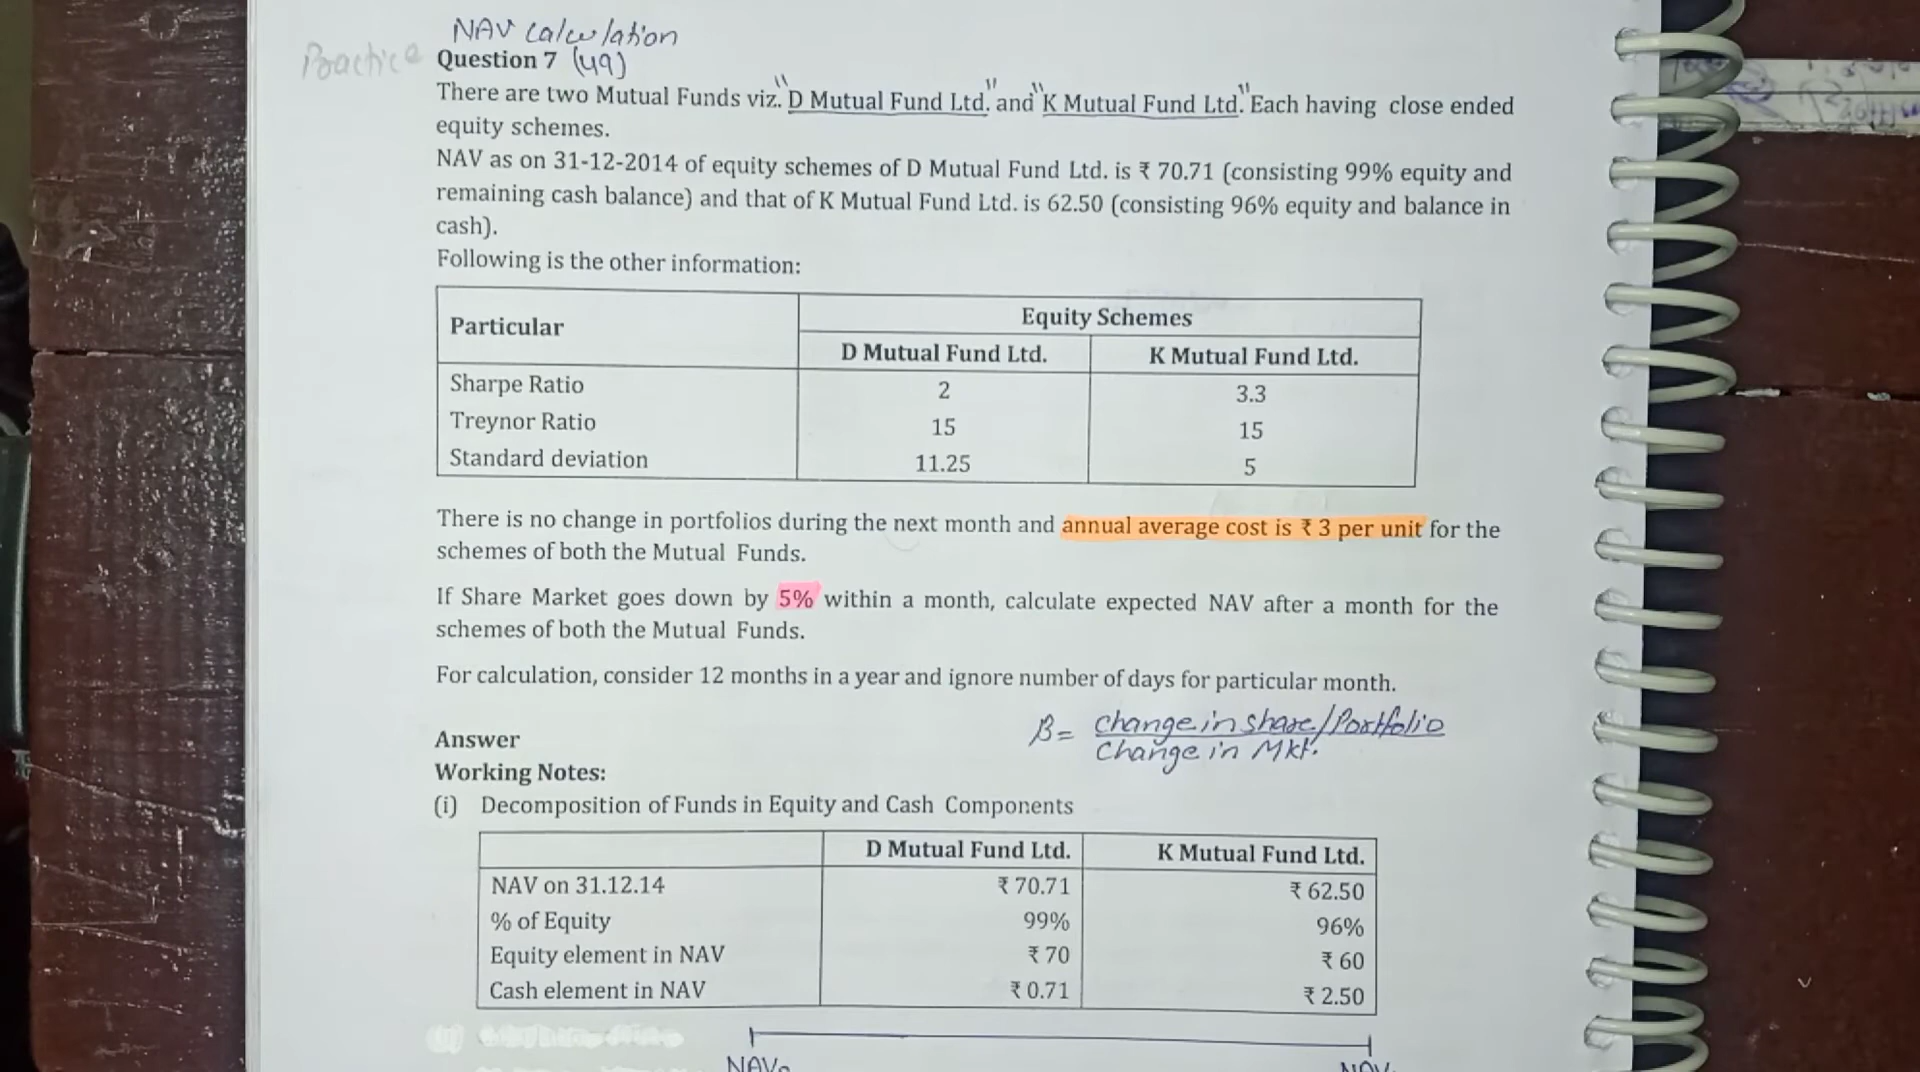 NAV calculation
Practice Question 7 (49)
There are two Mutual Funds viz. "D Mutual Fund Ltd." and "K Mutual Fund Ltd." Each having close ended
equity schemes.
NAV as on 31-12-2014 of equity schemes of D Mutual Fund Ltd. is ₹ 70.71 (consisting 99% equity and
remaining cash balance) and that of K Mutual Fund Ltd. is 62.50 (consisting 96% equity and balance in
cash).
Following is the other information:
Particular Equity Schemes
D Mutual Fund Ltd. K Mutual Fund Ltd.
Sharpe Ratio 2 3.3
Treynor Ratio 15 15
Standard deviation 11.25 5
There is no change in portfolios during the next month and annual average cost is ₹ 3 per unit for the
schemes of both the Mutual Funds.
If Share Market goes down by 5% within a month, calculate expected NAV after a month for the
schemes of both the Mutual Funds.
For calculation, consider 12 months in a year and ignore number of days for particular month.
β = change in share/Portfolio
Change in Mkt.
Answer
Working Notes:
(i) Decomposition of Funds in Equity and Cash Components
D Mutual Fund Ltd. K Mutual Fund Ltd.
NAV on 31.12.14 ₹ 70.71 ₹ 62.50
% of Equity 99% 96%
Equity element in NAV ₹ 70 ₹ 60
Cash element in NAV ₹ 0.71 ₹ 2.50